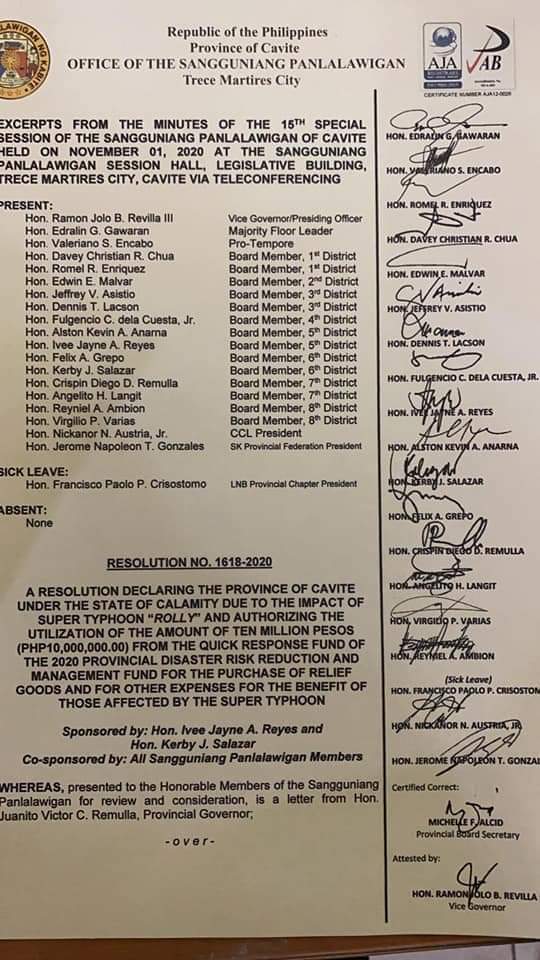 Republic of the Philippines
Province of Cavite
OFFICE OF THE SANGGUNIANG PANLALAWIGAN
Trece Martires City
AJA
REGISTRARS
PAB
CERTIFICATE NUMBER AJA12-0026
EXCERPTS FROM THE MINUTES OF THE 15TH SPECIAL
SESSION OF THE SANGGUNIANG PANLALAWIGAN OF CAVITE
HELD ON NOVEMBER 01, 2020 AT THE SANGGUNIANG
PANLALAWIGAN SESSION HALL, LEGISLATIVE BUILDING,
TRECE MARTIRES CITY, CAVITE VIA TELECONFERENCING
PRESENT:
Hon. Ramon Jolo B. Revilla III Vice Governor/Presiding Officer
Hon. Edralin G. Gawaran Majority Floor Leader
Hon. Valeriano S. Encabo Pro-Tempore
Hon. Davey Christian R. Chua Board Member, 1st District
Hon. Romel R. Enriquez Board Member, 1st District
Hon. Edwin E. Malvar Board Member, 2nd District
Hon. Jeffrey V. Asistio Board Member, 3rd District
Hon. Dennis T. Lacson Board Member, 3rd District
Hon. Fulgencio C. dela Cuesta, Jr. Board Member, 4th District
Hon. Alston Kevin A. Anarna Board Member, 5th District
Hon. Ivee Jayne A. Reyes Board Member, 5th District
Hon. Felix A. Grepo Board Member, 6th District
Hon. Kerby J. Salazar Board Member, 6th District
Hon. Crispin Diego D. Remulla Board Member, 7th District
Hon. Angelito H. Langit Board Member, 7th District
Hon. Reyniel A. Ambion Board Member, 8th District
Hon. Virgilio P. Varias Board Member, 8th District
Hon. Nickanor N. Austria, Jr. CCL President
Hon. Jerome Napoleon T. Gonzales SK Provincial Federation President
SICK LEAVE:
Hon. Francisco Paolo P. Crisostomo LNB Provincial Chapter President
ABSENT:
None
RESOLUTION NO. 1618-2020
A RESOLUTION DECLARING THE PROVINCE OF CAVITE
UNDER THE STATE OF CALAMITY DUE TO THE IMPACT OF
SUPER TYPHOON "ROLLY" AND AUTHORIZING THE
UTILIZATION OF THE AMOUNT OF TEN MILLION PESOS
(PHP10,000,000.00) FROM THE QUICK RESPONSE FUND OF
THE 2020 PROVINCIAL DISASTER RISK REDUCTION AND
MANAGEMENT FUND FOR THE PURCHASE OF RELIEF
GOODS AND FOR OTHER EXPENSES FOR THE BENEFIT OF
THOSE AFFECTED BY THE SUPER TYPHOON
Sponsored by: Hon. Ivee Jayne A. Reyes and
Hon. Kerby J. Salazar
Co-sponsored by: All Sangguniang Panlalawigan Members
WHEREAS, presented to the Honorable Members of the Sangguniang
Panlalawigan for review and consideration, is a letter from Hon.
Juanito Victor C. Remulla, Provincial Governor;
-over-
HON. EDRALIN G. GAWARAN
HON. VALERIANO S. ENCABO
HON. ROMEL R. ENRIQUEZ
HON. DAVEY CHRISTIAN R. CHUA
HON. EDWIN E. MALVAR
HON. JEFFREY V. ASISTIO
HON. DENNIS T. LACSON
HON. FULGENCIO C. DELA CUESTA, JR.
HON. IVEE JAYNE A. REYES
HON. ALSTON KEVIN A. ANARNA
HON. KERBY J. SALAZAR
HON. FELIX A. GREPO
HON. CRISPIN DIEGO D. REMULLA
HON. ANGELITO H. LANGIT
HON. VIRGILIO P. VARIAS
HON. REYNIEL A. AMBION
(Sick Leave)
HON. FRANCISCO PAOLO P. CRISOSTOM
HON. NICKANOR N. AUSTRIA, JR.
HON. JEROME NAPOLEON T. GONZAL
Certified Correct:
MICHELLE F. ALCID
Provincial Board Secretary
Attested by:
HON. RAMON JOLO B. REVILLA
Vice Governor